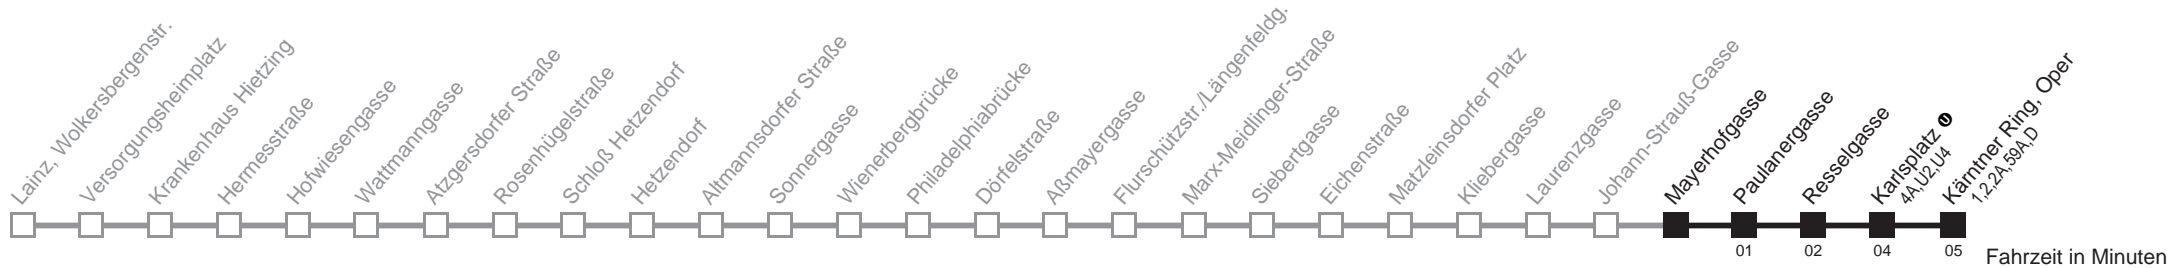 Lainz, Wolkersbergenstr.
Versorgungsheimplatz
Krankenhaus Hietzing
Hermesstraße
Hofwiesengasse
Wattmanngasse
Atzgersdorfer Straße
Rosenhügelstraße
Schloß Hetzendorf
Hetzendorf
Altmannsdorfer Straße
Sonnergasse
Wienerbergbrücke
Philadelphiabrücke
Dörfelstraße
Aßmayergasse
Flurschützstr./Längenfeldg.
Marx-Meidlinger-Straße
Siebertgasse
Eichenstraße
Matzleinsdorfer Platz
Kliebergasse
Laurenzgasse
Johann-Strauß-Gasse
Mayerhofgasse
Paulanergasse
Resselgasse
Karlsplatz U
4A,U2,U4
Kärntner Ring, Oper
1,2,2A,59A,D
01
02
04
05
Fahrzeit in Minuten